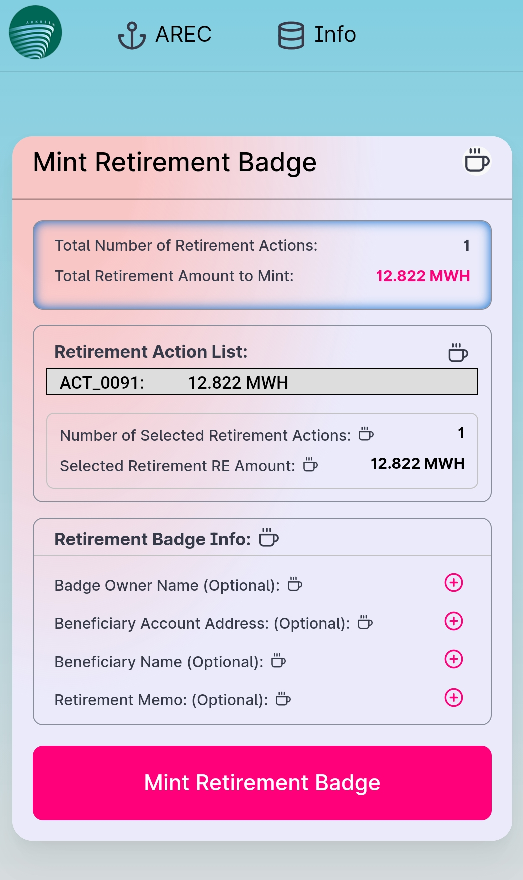 AREC
Info
Mint Retirement Badge
Total Number of Retirement Actions: 1
Total Retirement Amount to Mint: 12.822 MWH
Retirement Action List:
ACT_0091: 12.822 MWH
Number of Selected Retirement Actions: 1
Selected Retirement RE Amount: 12.822 MWH
Retirement Badge Info:
Badge Owner Name (Optional):
Beneficiary Account Address: (Optional):
Beneficiary Name (Optional):
Retirement Memo: (Optional):
Mint Retirement Badge